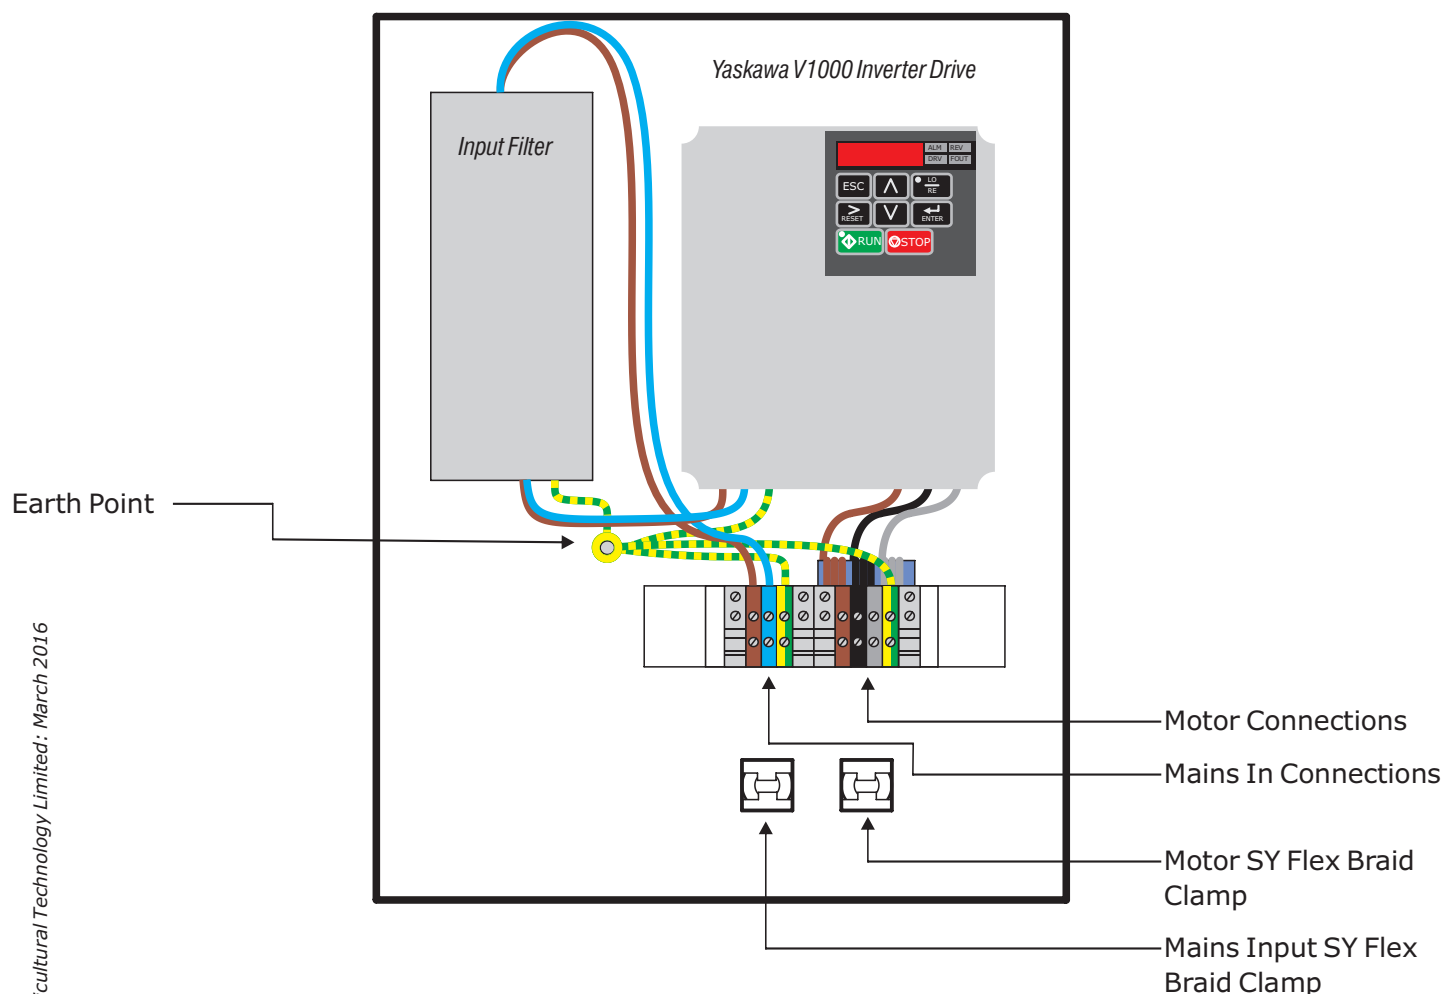 Yaskawa V1000 Inverter Drive
Input Filter
ALM REV
DRV FOUT
ESC
LO
RE
RESET
ENTER
RUN
STOP
Earth Point
Motor Connections
Mains In Connections
Motor SY Flex Braid
Clamp
Mains Input SY Flex
Braid Clamp
Technology Limited: March 2016